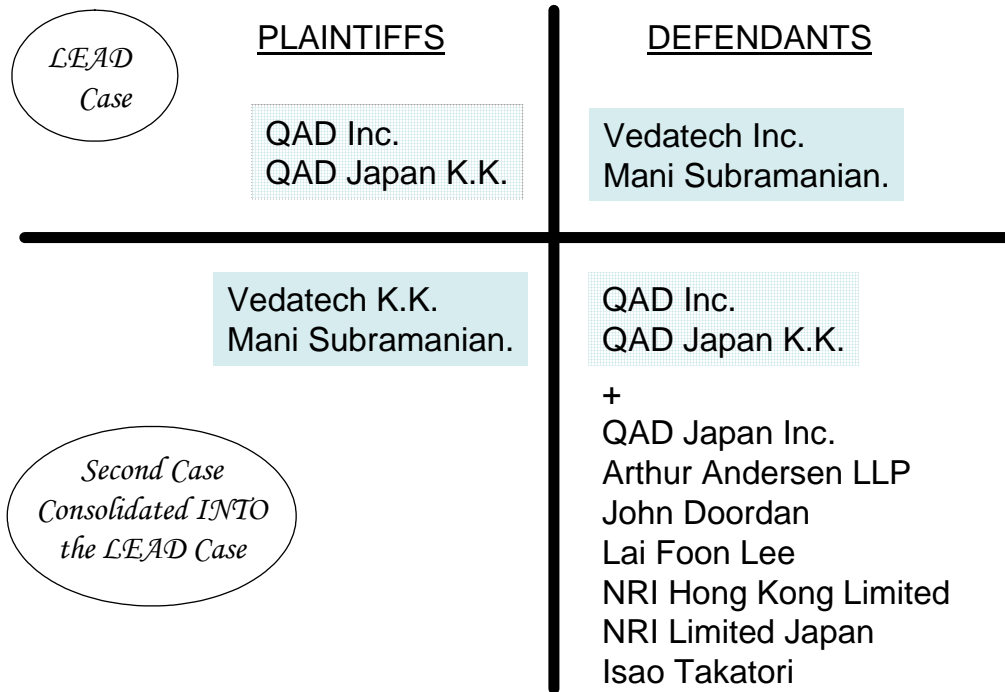 LEAD
Case
PLAINTIFFS
DEFENDANTS
QAD Inc.
QAD Japan K.K.
Vedatech Inc.
Mani Subramanian.
Vedatech K.K.
Mani Subramanian.
QAD Inc.
QAD Japan K.K.
+
QAD Japan Inc.
Arthur Andersen LLP
John Doordan
Lai Foon Lee
NRI Hong Kong Limited
NRI Limited Japan
Isao Takatori
Second Case
Consolidated INTO
the LEAD Case